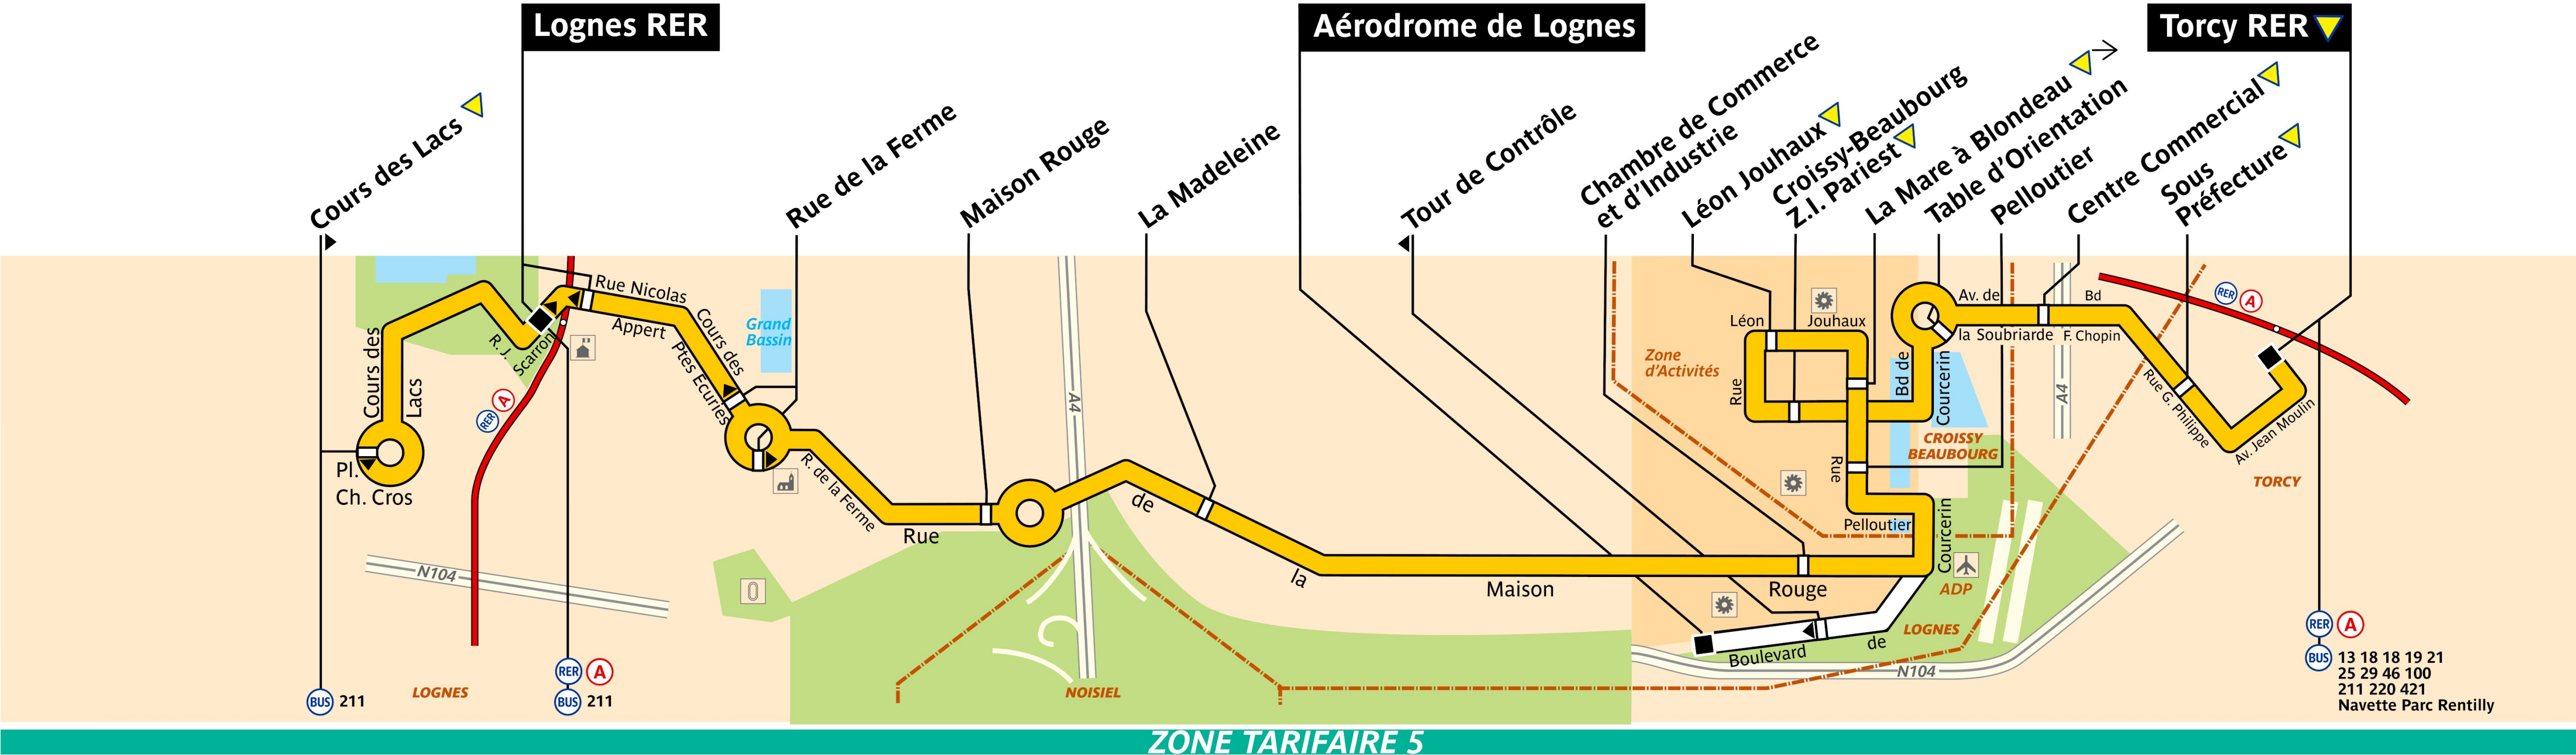 Lognes RER
Aérodrome de Lognes
Torcy RER
Cours des Lacs
Rue de la Ferme
Maison Rouge
La Madeleine
Tour de Contrôle
Chambre de Commerce
et d'Industrie
Léon Jouhaux
Croissy-Beaubourg
Z.I. Pariest
La Mare à Blondeau
Table d'Orientation
Pelloutier
Centre Commercial
Sous
Préfecture
Cours des
Lacs
Pl.
Ch. Cros
R. J.
Scarron
Rue Nicolas
Appert
Cours des
Ptes Ecuries
Grand
Bassin
R. de la Ferme
Rue
de
la
Maison
Rouge
A4
N104
RER A
LOGNES
NOISIEL
Zone
d'Activités
Léon
Jouhaux
Rue
Rue
Pelloutier
Bd de
Courcerin
Courcerin
CROISSY
BEAUBOURG
Av. de
la Soubriarde
Bd
F. Chopin
A4
Rue G. Philippe
Av. Jean Moulin
RER A
TORCY
ADP
LOGNES
Boulevard
de
N104
BUS 211
RER A
BUS 211
RER A
BUS 13 18 18 19 21
25 29 46 100
211 220 421
Navette Parc Rentilly
ZONE TARIFAIRE 5